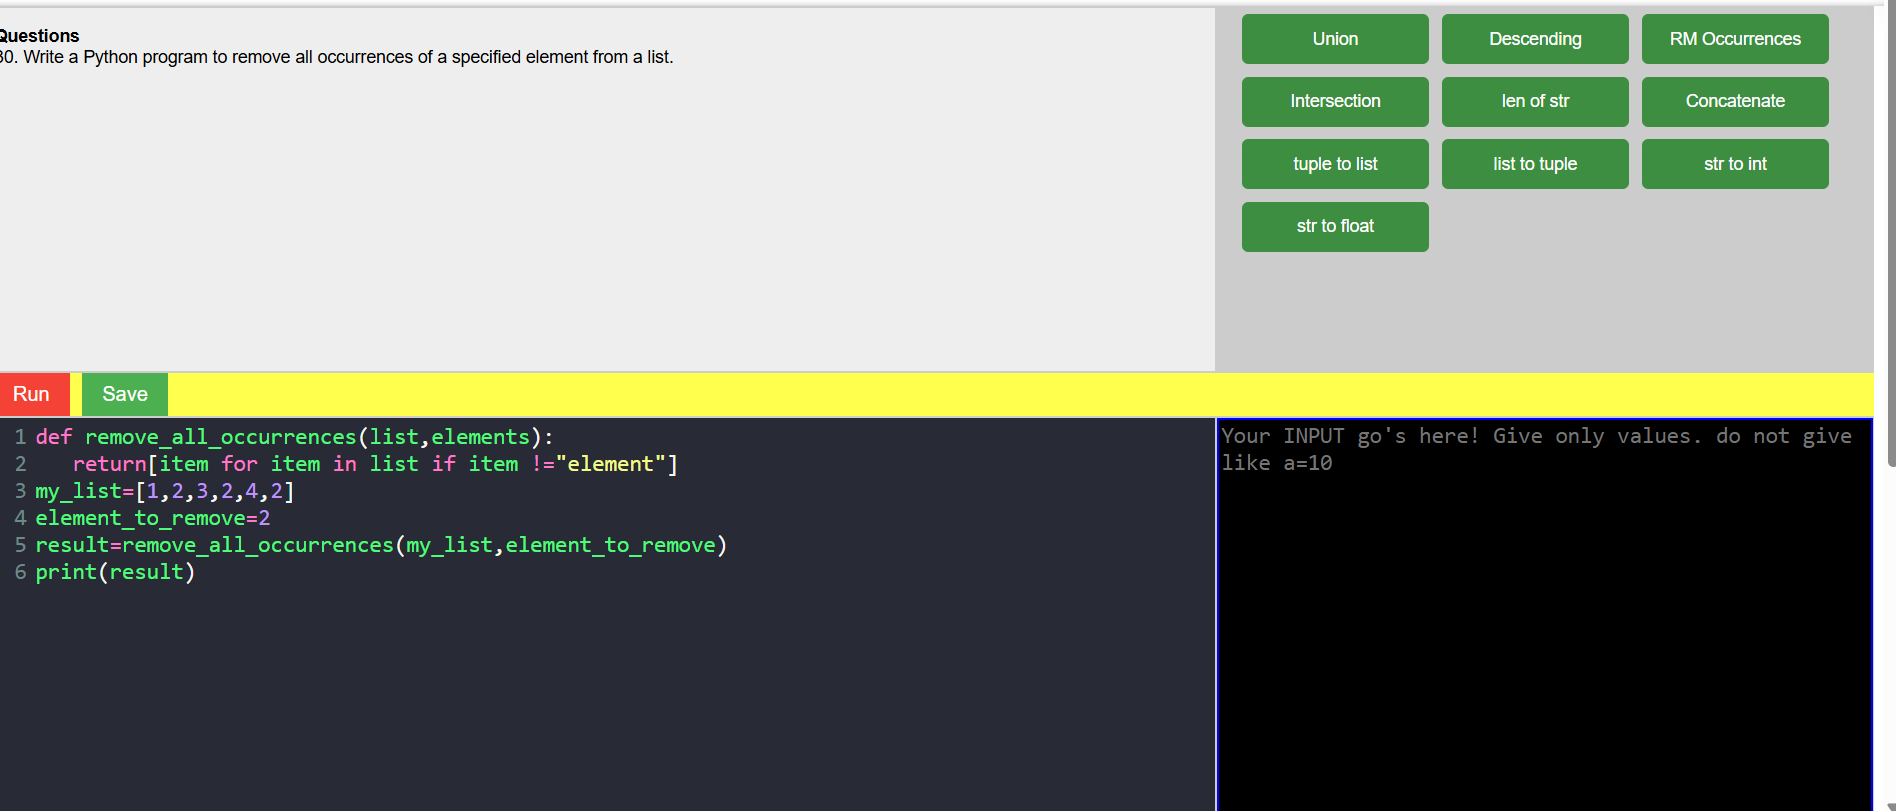 Questions
30. Write a Python program to remove all occurrences of a specified element from a list.
Union
Descending
RM Occurrences
Intersection
len of str
Concatenate
tuple to list
list to tuple
str to int
str to float
Run
Save
1 def remove_all_occurrences(list,elements):
2    return[item for item in list if item !="element"]
3 my_list=[1,2,3,2,4,2]
4 element_to_remove=2
5 result=remove_all_occurrences(my_list,element_to_remove)
6 print(result)
Your INPUT go's here! Give only values. do not give
like a=10